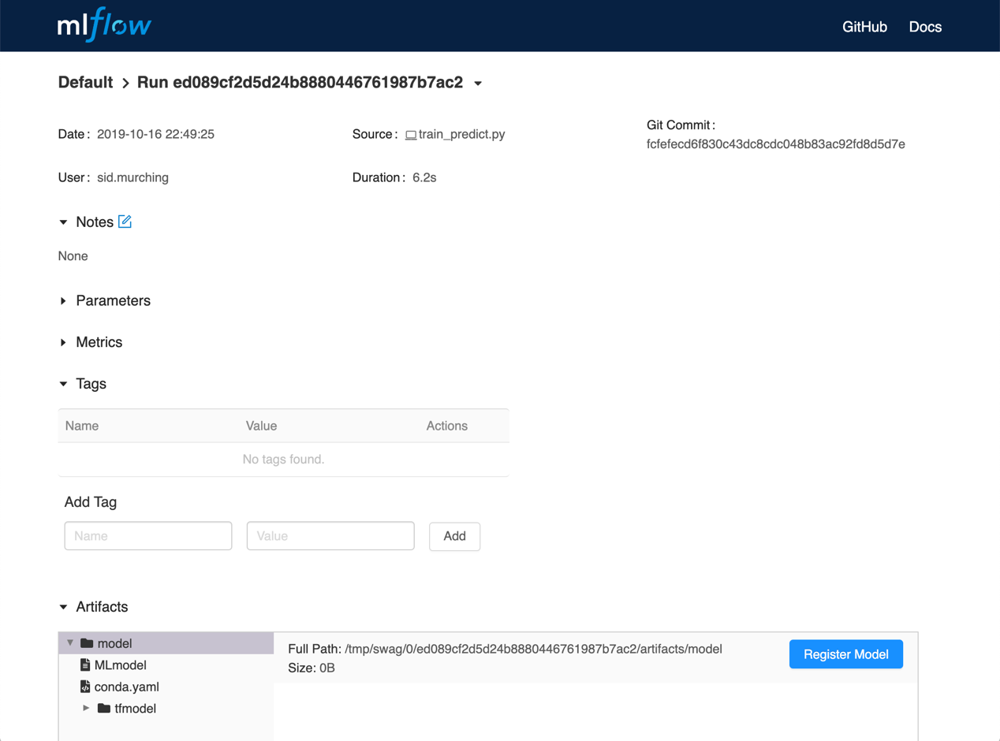 mlflow GitHub Docs
Default > Run ed089cf2d5d24b8880446761987b7ac2
Date: 2019-10-16 22:49:25
Source: train_predict.py
Git Commit:
fcfefecd6f830c43dc8cdc048b83ac92fd8d5d7e
User: sid.murching
Duration: 6.2s
Notes
None
Parameters
Metrics
Tags
Name Value Actions
No tags found.
Add Tag
Name Value Add
Artifacts
model
MLmodel
conda.yaml
tfmodel
Full Path: /tmp/swag/0/ed089cf2d5d24b8880446761987b7ac2/artifacts/model
Size: 0B
Register Model